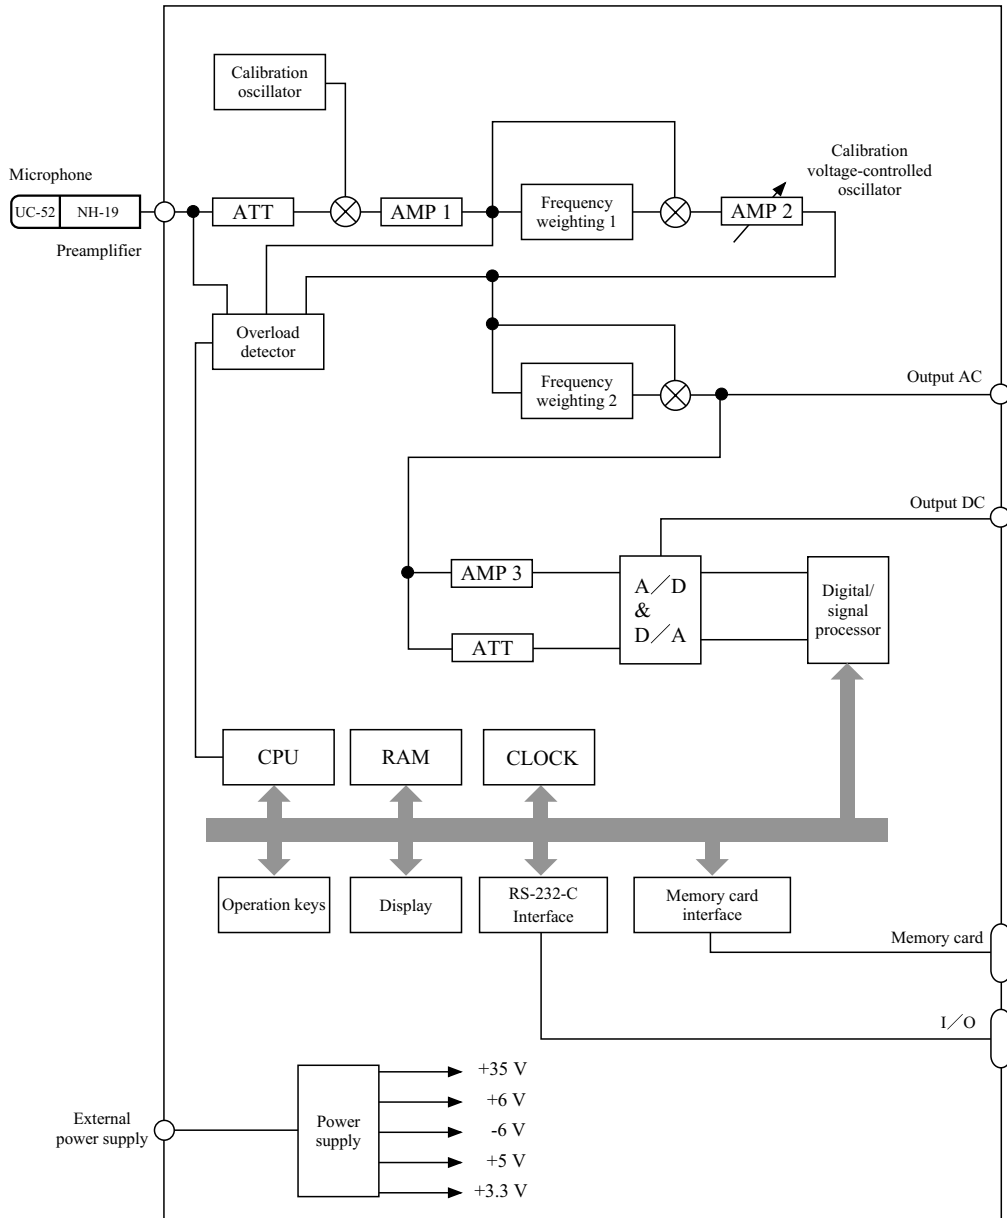 Calibration
oscillator
Microphone
UC-52
NH-19
Preamplifier
ATT
AMP 1
Frequency
weighting 1
Calibration
voltage-controlled
oscillator
AMP 2
Overload
detector
Frequency
weighting 2
Output AC
Output DC
AMP 3
ATT
A/D
&
D/A
Digital/
signal
processor
CPU
RAM
CLOCK
Operation keys
Display
RS-232-C
Interface
Memory card
interface
Memory card
I/O
External
power supply
Power
supply
+35 V
+6 V
-6 V
+5 V
+3.3 V